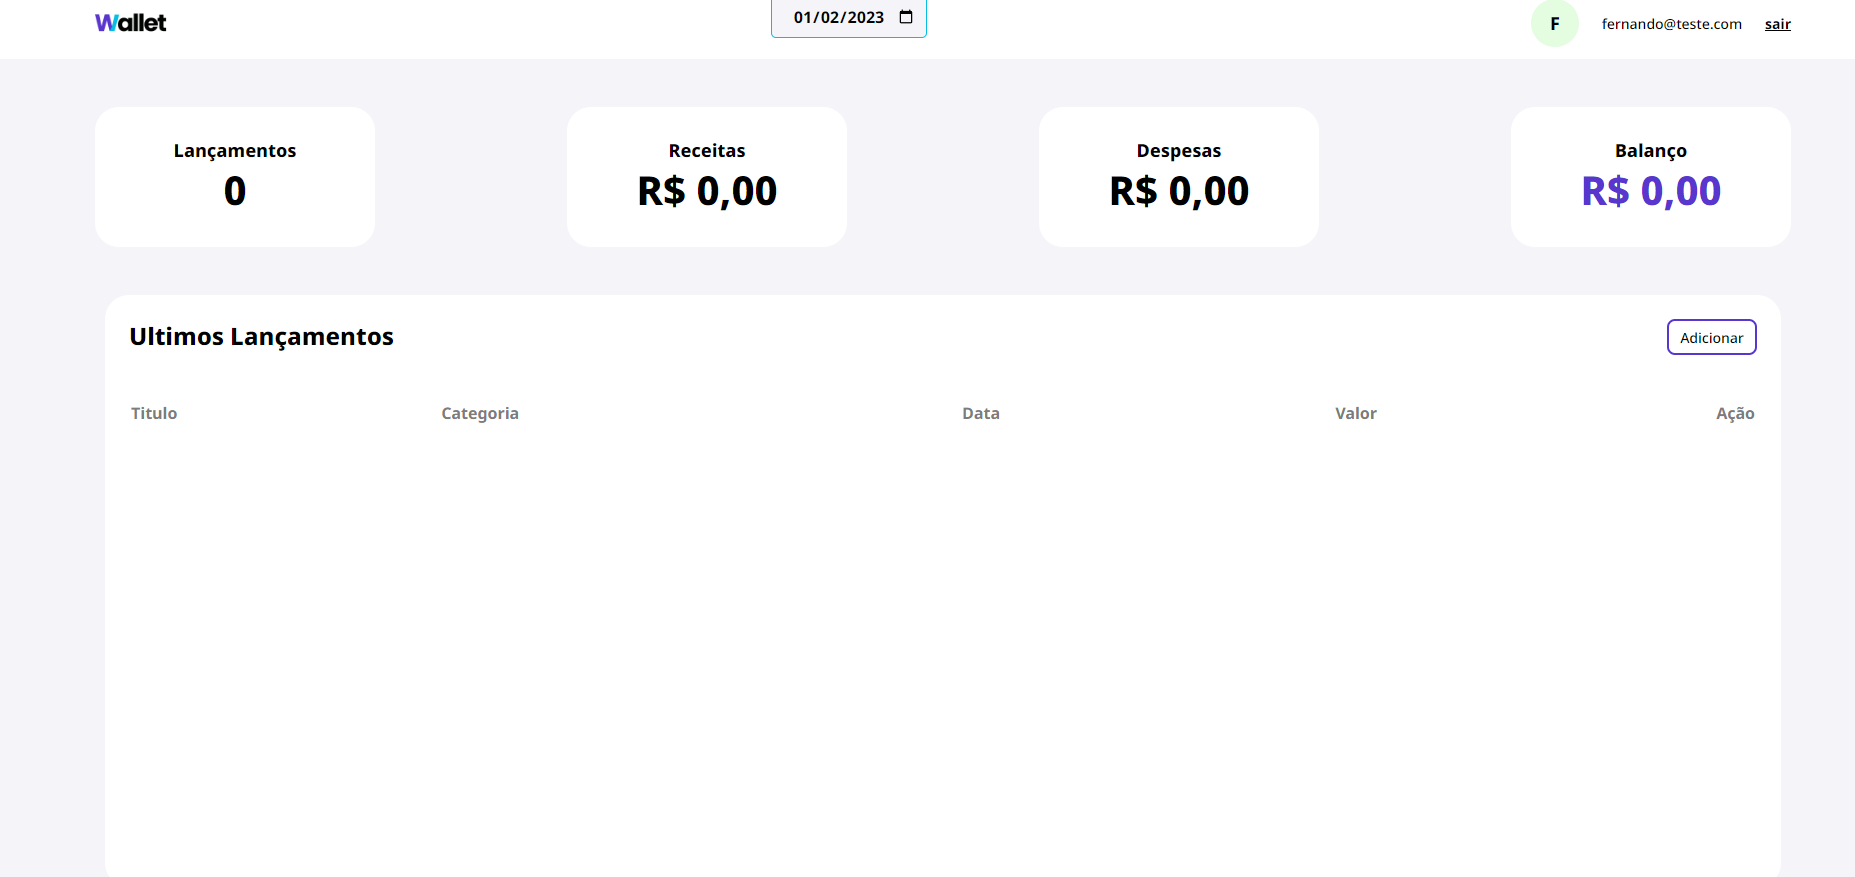 Wallet 01/02/2023 F fernando@teste.com sair
Lançamentos Receitas Despesas Balanço
0 R$ 0,00 R$ 0,00 R$ 0,00
Ultimos Lançamentos Adicionar
Titulo Categoria Data Valor Ação